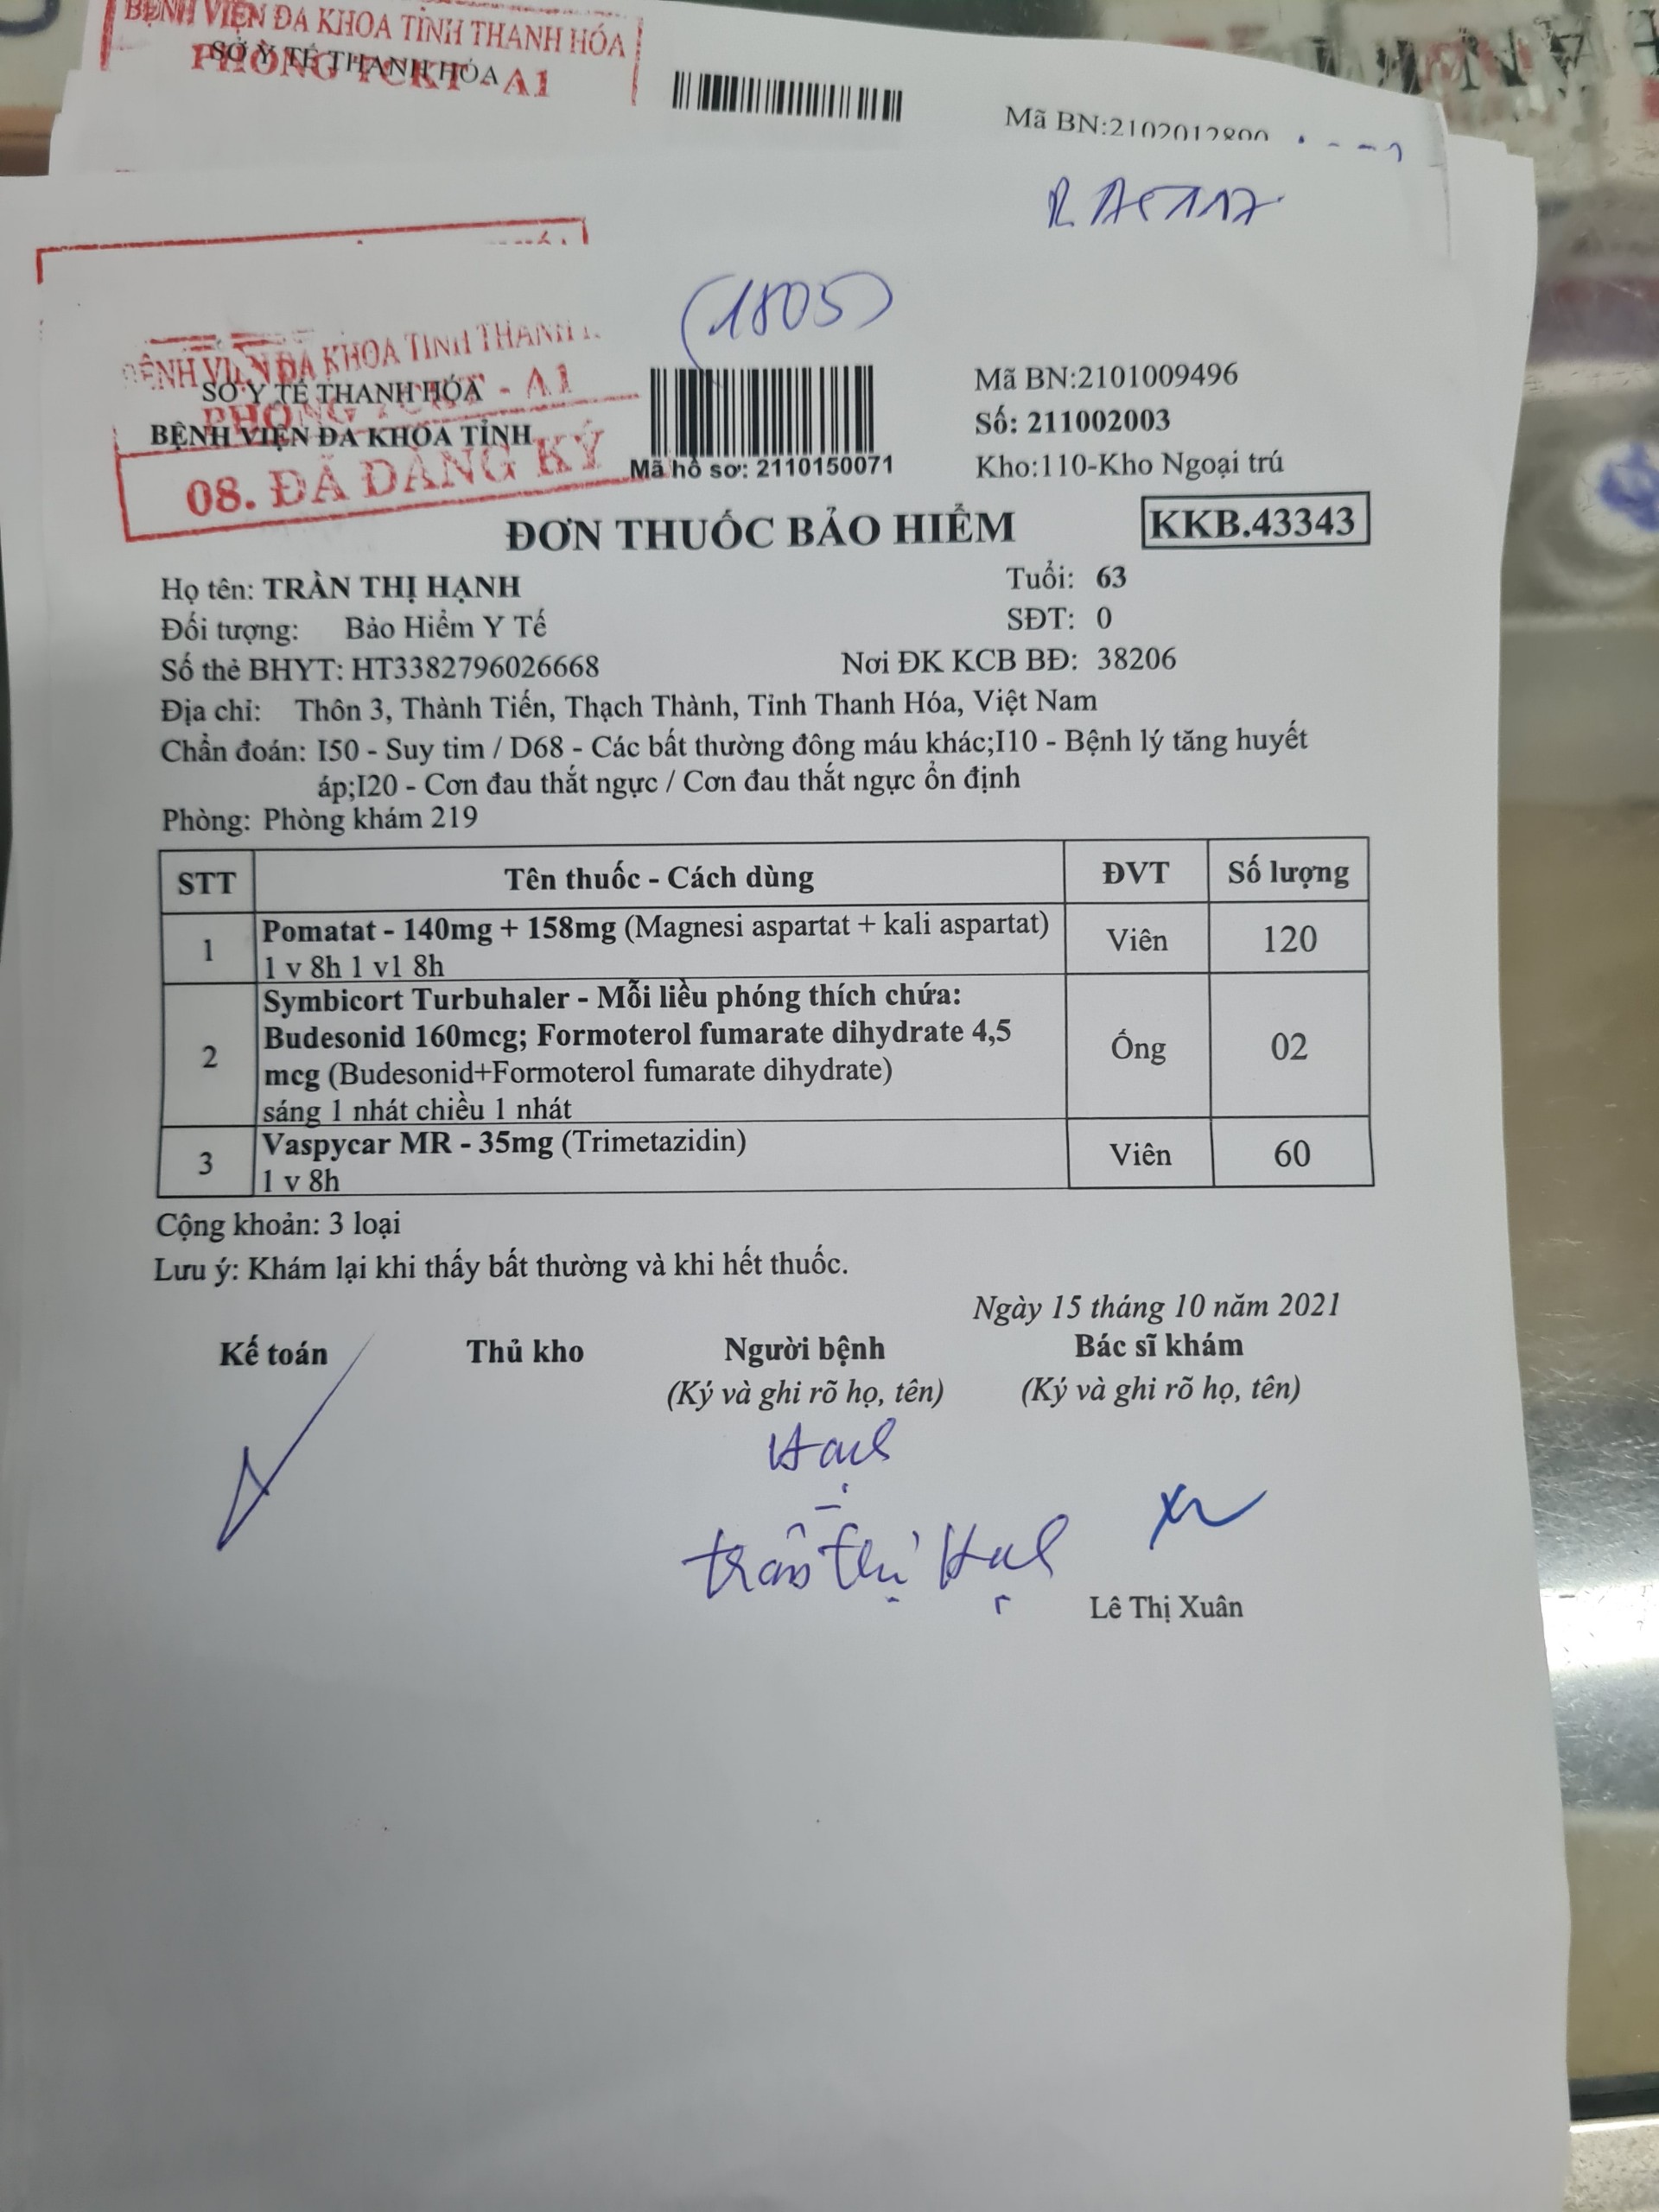 BỆNH VIỆN ĐA KHOA TỈNH THANH HÓA
SỞ Y TẾ THANH HÓA
PHÒNG TCKT A1
Mã BN:2102012800
(1805)
BỆNH VIỆN ĐA KHOA TỈNH THANH
SỞ Y TẾ THANH HÓA
PHÒNG TCKT - A1
BỆNH VIỆN ĐA KHOA TỈNH
08. ĐÃ ĐĂNG KÝ
Mã hồ sơ: 2110150071
Mã BN:2101009496
Số: 211002003
Kho:110-Kho Ngoại trú
ĐƠN THUỐC BẢO HIỂM
KKB.43343
Họ tên: TRẦN THỊ HẠNH
Tuổi: 63
Đối tượng: Bảo Hiểm Y Tế
SĐT: 0
Số thẻ BHYT: HT3382796026668
Nơi ĐK KCB BĐ: 38206
Địa chỉ: Thôn 3, Thành Tiến, Thạch Thành, Tỉnh Thanh Hóa, Việt Nam
Chẩn đoán: I50 - Suy tim / D68 - Các bất thường đông máu khác;I10 - Bệnh lý tăng huyết
áp;I20 - Cơn đau thắt ngực / Cơn đau thắt ngực ổn định
Phòng: Phòng khám 219
STT Tên thuốc - Cách dùng ĐVT Số lượng
1 Pomatat - 140mg + 158mg (Magnesi aspartat + kali aspartat) Viên 120
1 v 8h 1 v1 8h
2 Symbicort Turbuhaler - Mỗi liều phóng thích chứa:
Budesonid 160mcg; Formoterol fumarate dihydrate 4,5 Ống 02
mcg (Budesonid+Formoterol fumarate dihydrate)
sáng 1 nhát chiều 1 nhát
3 Vaspycar MR - 35mg (Trimetazidin) Viên 60
1 v 8h
Cộng khoản: 3 loại
Lưu ý: Khám lại khi thấy bất thường và khi hết thuốc.
Ngày 15 tháng 10 năm 2021
Kế toán Thủ kho Người bệnh Bác sĩ khám
(Ký và ghi rõ họ, tên) (Ký và ghi rõ họ, tên)
Hạnh
Trần Thị Hạnh
Lê Thị Xuân